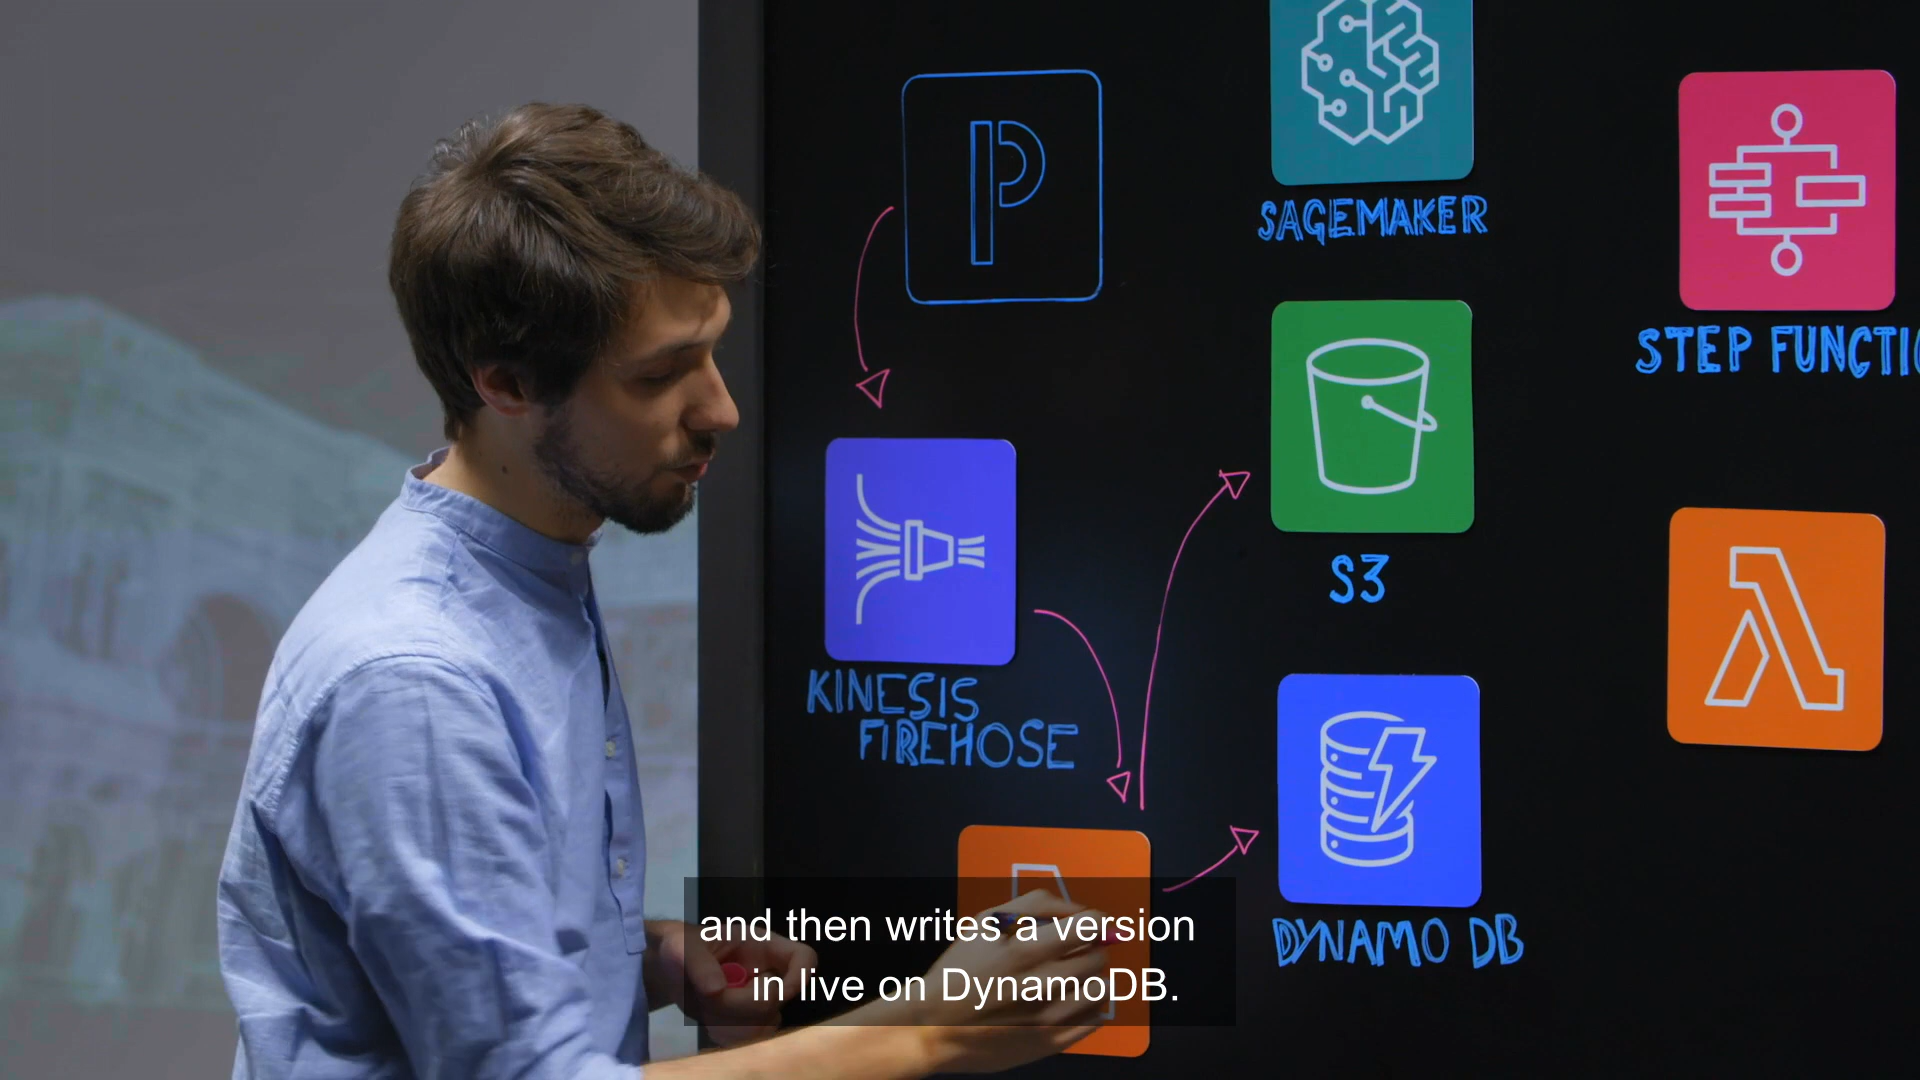 P
SAGEMAKER
STEP FUNCTI
S3
KINESIS
FIREHOSE
DYNAMO DB
and then writes a version
in live on DynamoDB.